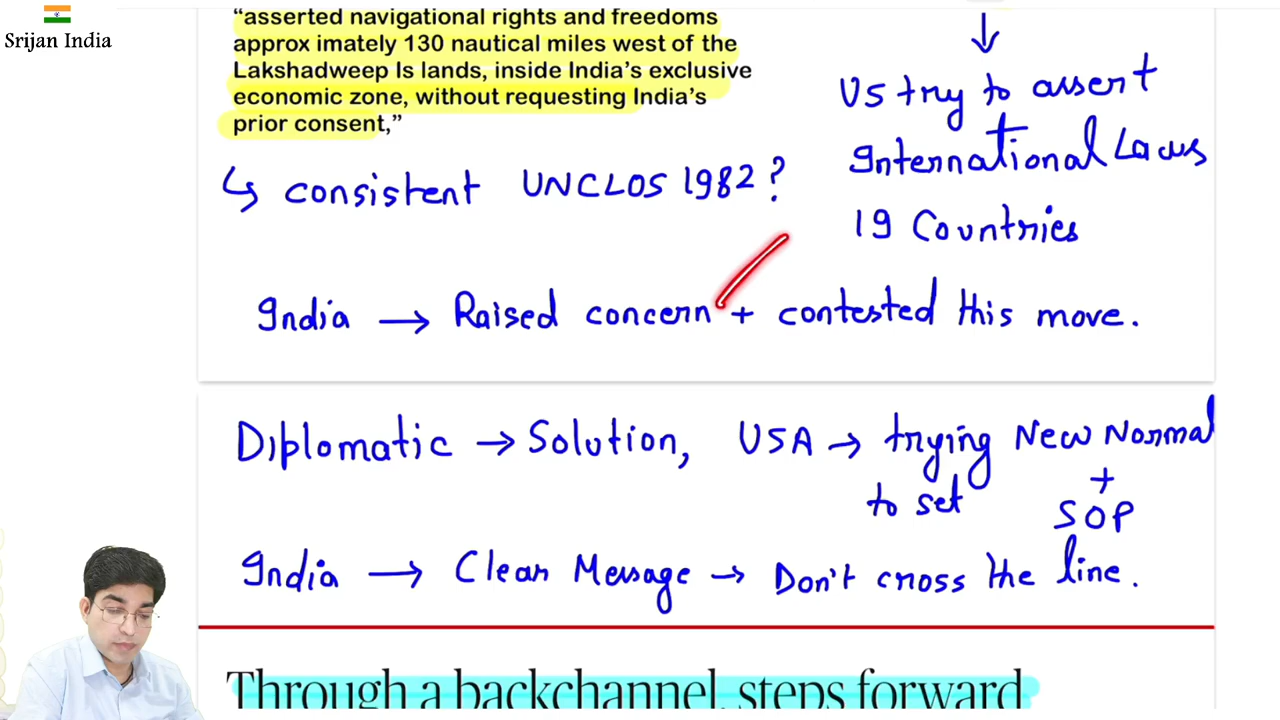 Srijan India
“asserted navigational rights and freedoms
approx imately 130 nautical miles west of the
Lakshadweep Is lands, inside India’s exclusive
economic zone, without requesting India’s
prior consent,”
↓
US try to assert
International Laws
19 Countries
↳ consistent UNCLOS 1982?
India → Raised concern + contested this move.
Diplomatic → Solution, USA → trying New Normal
to set
+
SOP
India → Clear Message → Don't cross the line.
Through a backchannel, steps forward